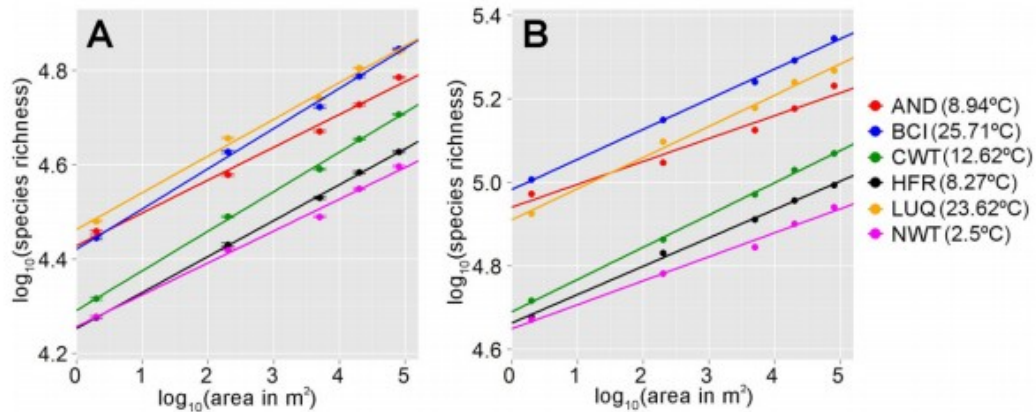 A
B
log₁₀(species richness)
4.8
4.6
4.4
4.2
0 1 2 3 4 5
log₁₀(area in m²)
log₁₀(species richness)
5.4
5.2
5.0
4.8
4.6
0 1 2 3 4 5
log₁₀(area in m²)
AND (8.94ºC)
BCI (25.71ºC)
CWT (12.62ºC)
HFR (8.27ºC)
LUQ (23.62ºC)
NWT (2.5ºC)